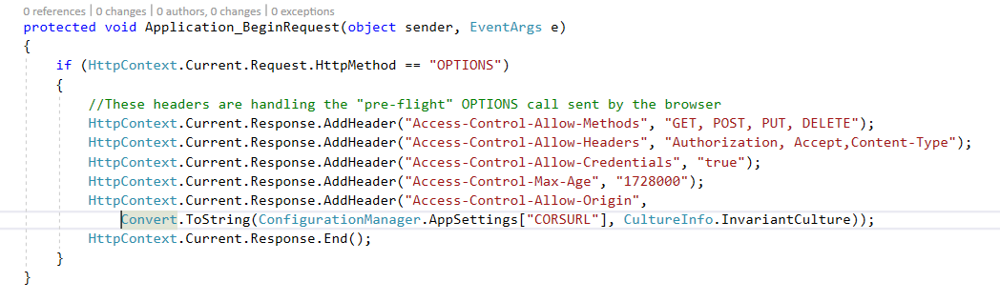 0 references | 0 changes | 0 authors, 0 changes | 0 exceptions
protected void Application_BeginRequest(object sender, EventArgs e)
{
if (HttpContext.Current.Request.HttpMethod == "OPTIONS")
{
//These headers are handling the "pre-flight" OPTIONS call sent by the browser
HttpContext.Current.Response.AddHeader("Access-Control-Allow-Methods", "GET, POST, PUT, DELETE");
HttpContext.Current.Response.AddHeader("Access-Control-Allow-Headers", "Authorization, Accept,Content-Type");
HttpContext.Current.Response.AddHeader("Access-Control-Allow-Credentials", "true");
HttpContext.Current.Response.AddHeader("Access-Control-Max-Age", "1728000");
HttpContext.Current.Response.AddHeader("Access-Control-Allow-Origin",
Convert.ToString(ConfigurationManager.AppSettings["CORSURL"], CultureInfo.InvariantCulture));
HttpContext.Current.Response.End();
}
}